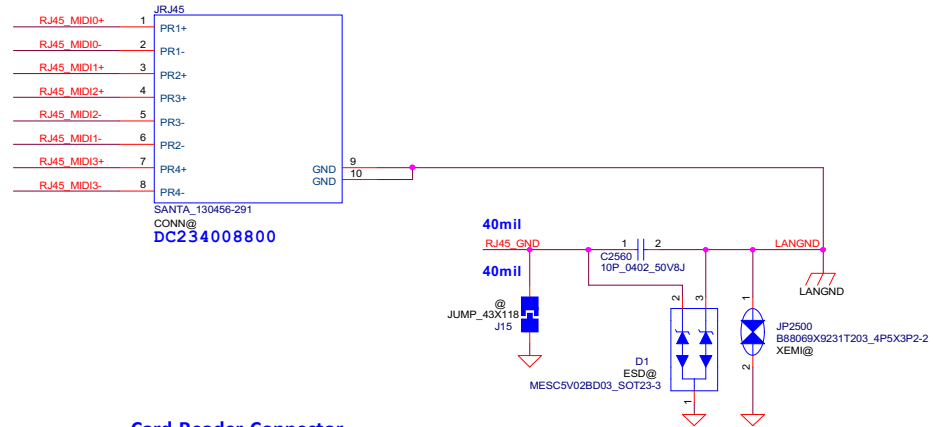 JRJ45
RJ45_MIDI0+ 1 PR1+
RJ45_MIDI0- 2 PR1-
RJ45_MIDI1+ 3 PR2+
RJ45_MIDI2+ 4 PR3+
RJ45_MIDI2- 5 PR3-
RJ45_MIDI1- 6 PR2-
RJ45_MIDI3+ 7 PR4+ GND 9
RJ45_MIDI3- 8 PR4- GND 10
SANTA_130456-291
CONN@
DC234008800
40mil
RJ45_GND 1 2 LANGND
C2560
10P_0402_50V8J
40mil
LANGND
@
JUMP_43X118
J15
2 3
D1
ESD@
MESC5V02BD03_SOT23-3
1
1
JP2500
B88069X9231T203_4P5X3P2-2
XEMI@
2
Card Reader Connector